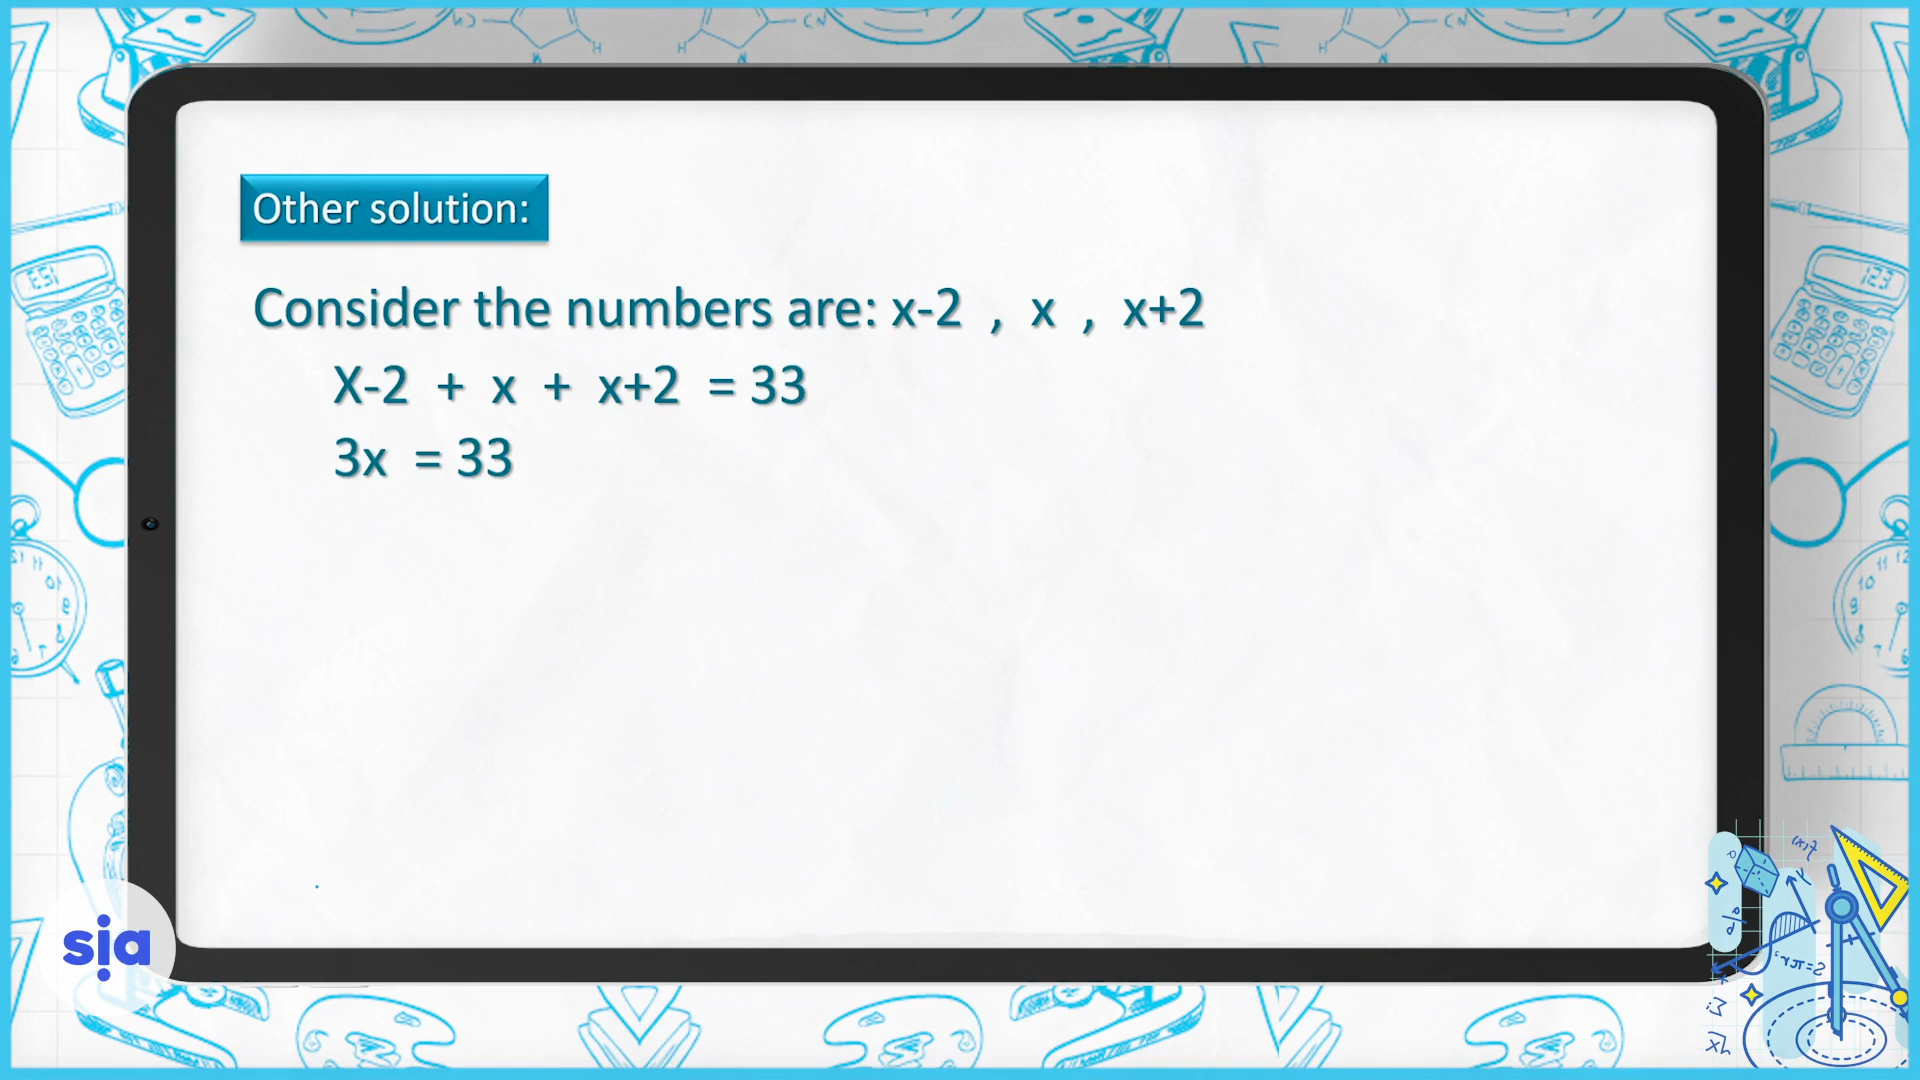 Other solution:
Consider the numbers are: x-2 , x , x+2
X-2 + x + x+2 = 33
3x = 33
sia